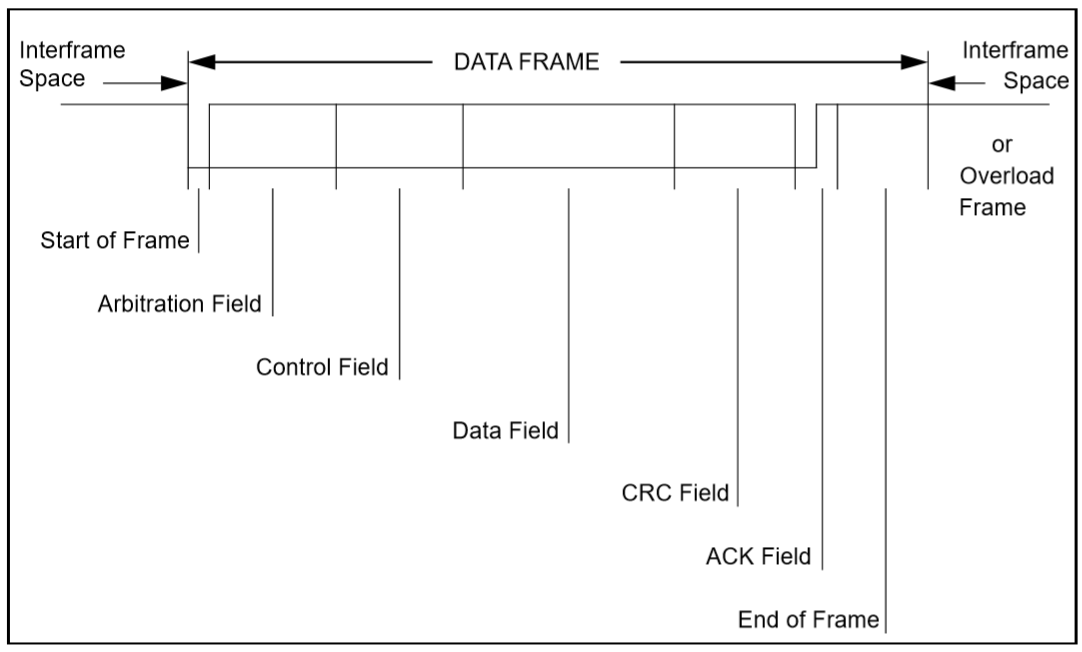 Interframe
Space
DATA FRAME
Interframe
Space
or
Overload
Frame
Start of Frame
Arbitration Field
Control Field
Data Field
CRC Field
ACK Field
End of Frame